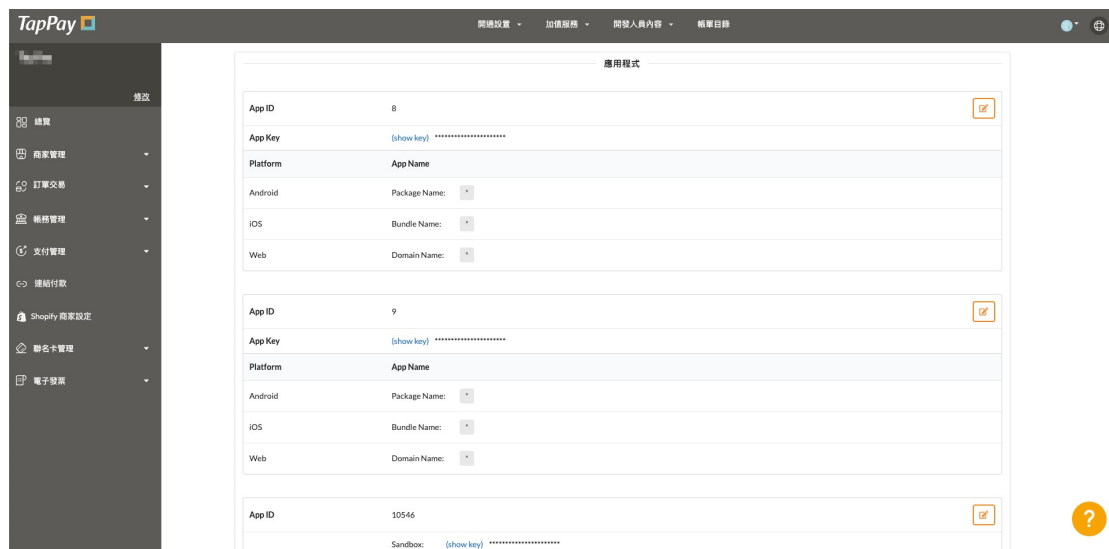 TapPay
開通設置 加值服務 開發人員內容 帳單目錄
修改
總覽
商家管理
訂單交易
帳務管理
支付管理
連結付款
Shopify 商家設定
聯名卡管理
電子發票
應用程式
App ID 8
App Key (show key) **********************
Platform App Name
Android Package Name: *
iOS Bundle Name: *
Web Domain Name: *
App ID 9
App Key (show key) **********************
Platform App Name
Android Package Name: *
iOS Bundle Name: *
Web Domain Name: *
App ID 10546
Sandbox: (show key) **********************
?